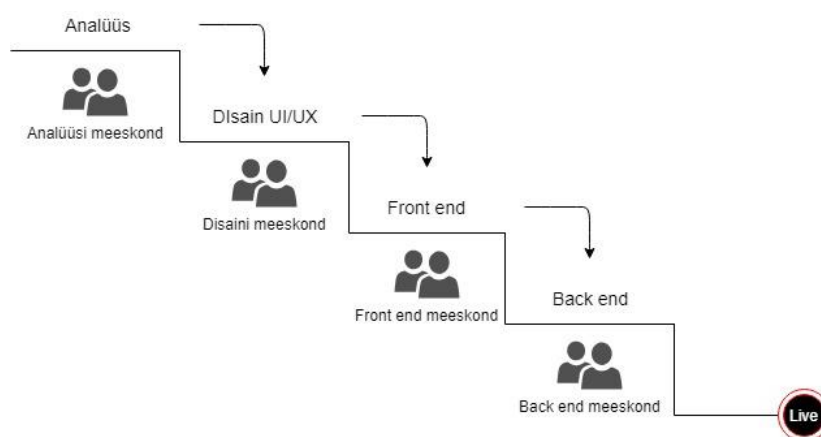 Analüüs
Analüüsi meeskond
DIsain UI/UX
Disaini meeskond
Front end
Front end meeskond
Back end
Back end meeskond
Live